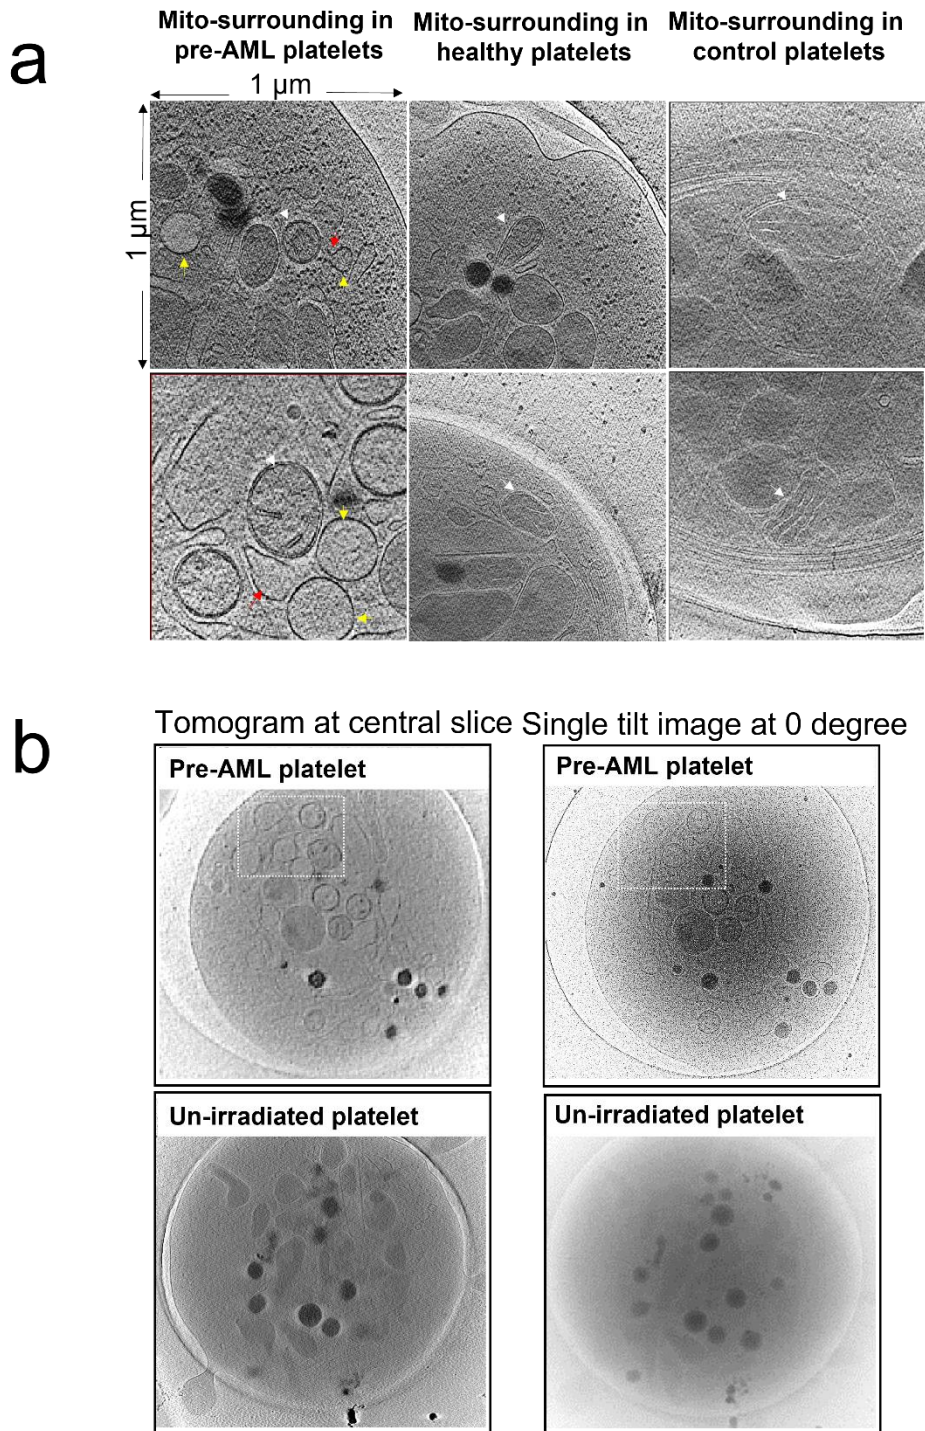 a
Mito-surrounding in
pre-AML platelets
Mito-surrounding in
healthy platelets
Mito-surrounding in
control platelets
1 µm
1 µm
b
Tomogram at central slice
Single tilt image at 0 degree
Pre-AML platelet
Pre-AML platelet
Un-irradiated platelet
Un-irradiated platelet